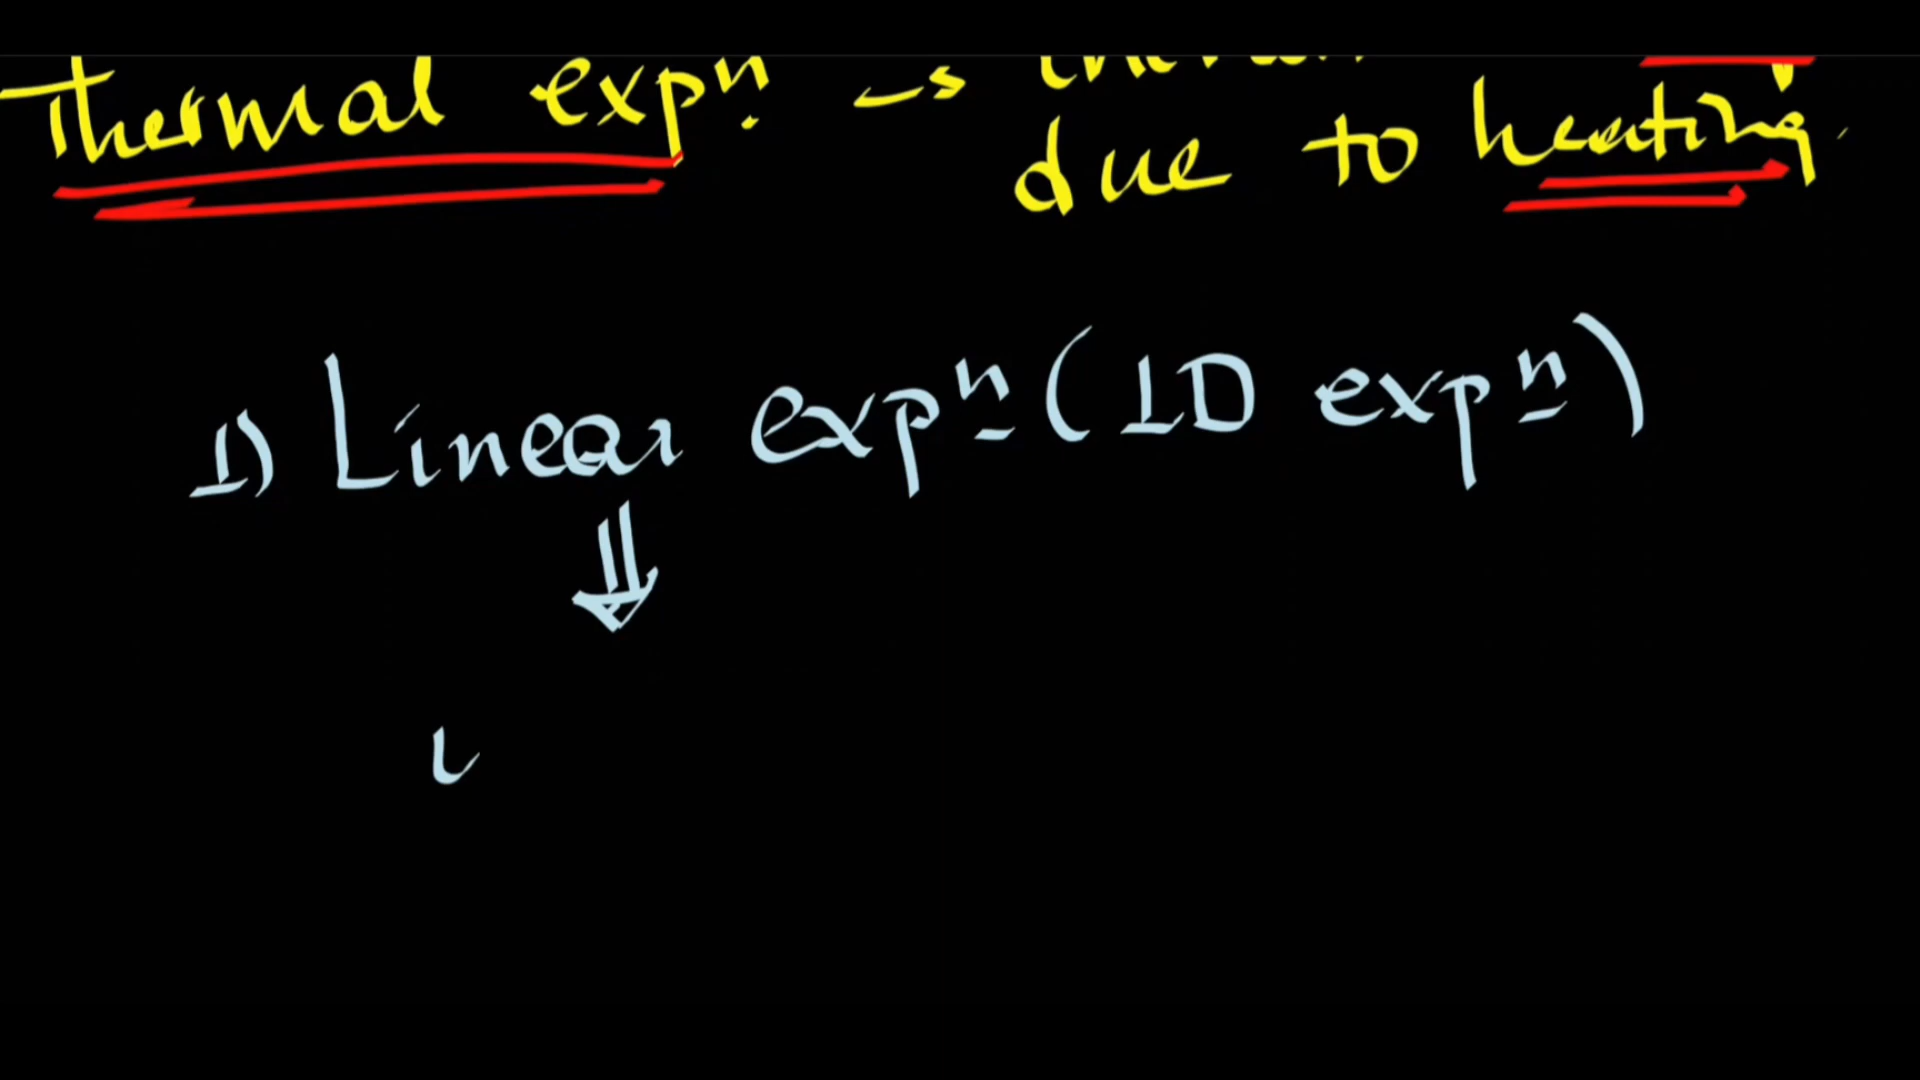 Thermal expn →
due to heating.
1) Linear expn (1D expn)